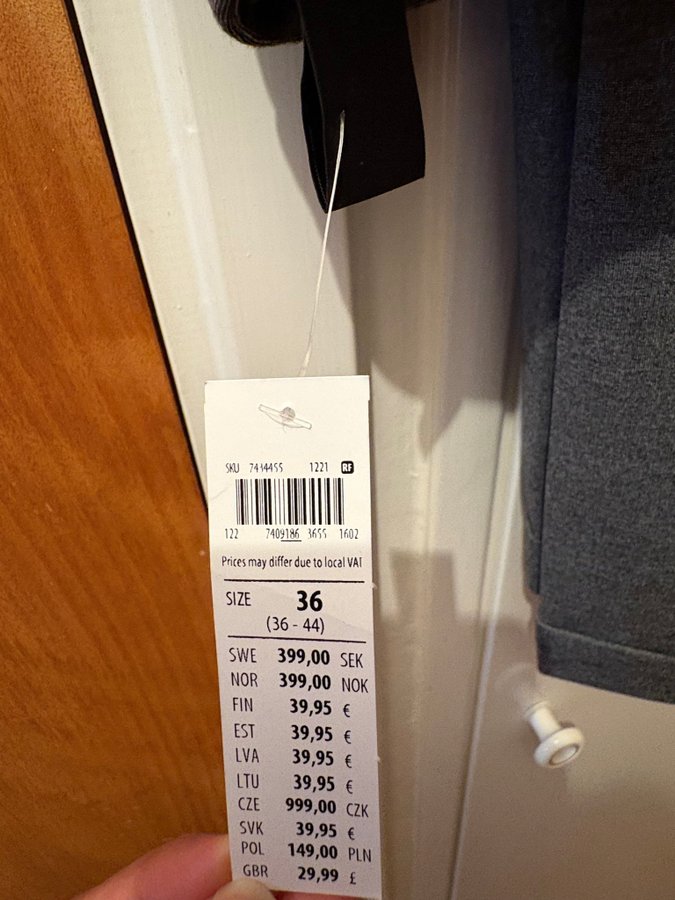 SKU 7434455 1221 RF
122 7409186 3655 1602
Prices may differ due to local VAT
SIZE 36
(36 - 44)
SWE 399,00 SEK
NOR 399,00 NOK
FIN 39,95 €
EST 39,95 €
LVA 39,95 €
LTU 39,95 €
CZE 999,00 CZK
SVK 39,95 €
POL 149,00 PLN
GBR 29,99 £